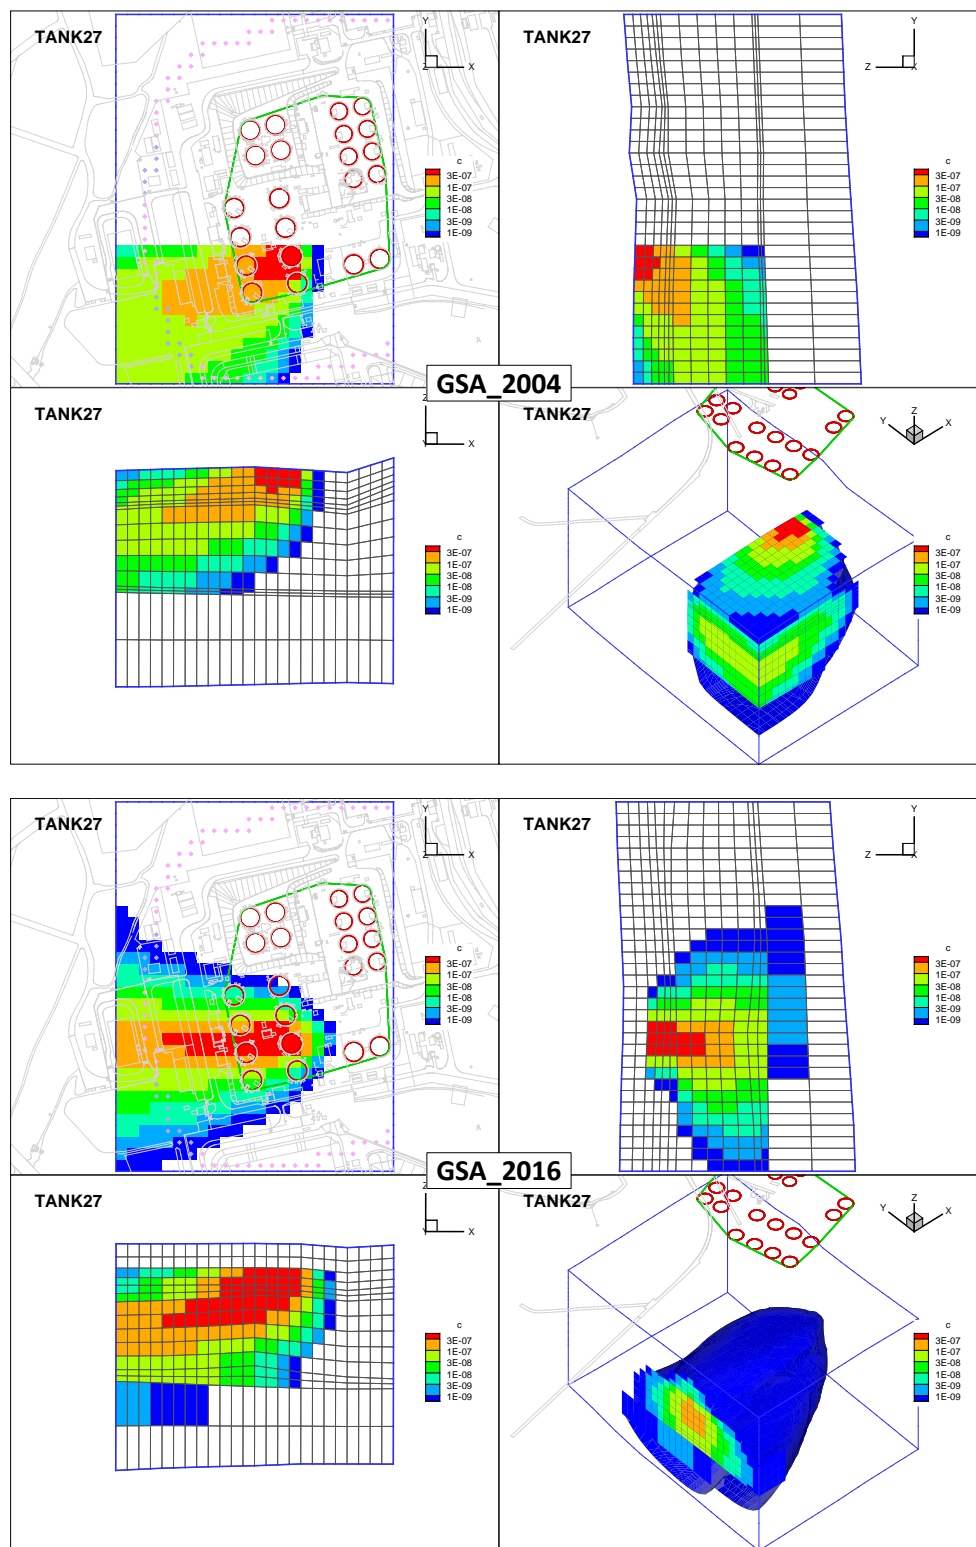 TANK27
Y
Z
X
c
3E-07
1E-07
3E-08
1E-08
3E-09
1E-09
TANK27
Y
Z
X
c
3E-07
1E-07
3E-08
1E-08
3E-09
1E-09
GSA_2004
TANK27
Z
Y
X
c
3E-07
1E-07
3E-08
1E-08
3E-09
1E-09
TANK27
Z
Y
X
c
3E-07
1E-07
3E-08
1E-08
3E-09
1E-09
TANK27
Y
Z
X
c
3E-07
1E-07
3E-08
1E-08
3E-09
1E-09
TANK27
Y
Z
X
c
3E-07
1E-07
3E-08
1E-08
3E-09
1E-09
GSA_2016
TANK27
Z
Y
X
c
3E-07
1E-07
3E-08
1E-08
3E-09
1E-09
TANK27
Z
Y
X
c
3E-07
1E-07
3E-08
1E-08
3E-09
1E-09